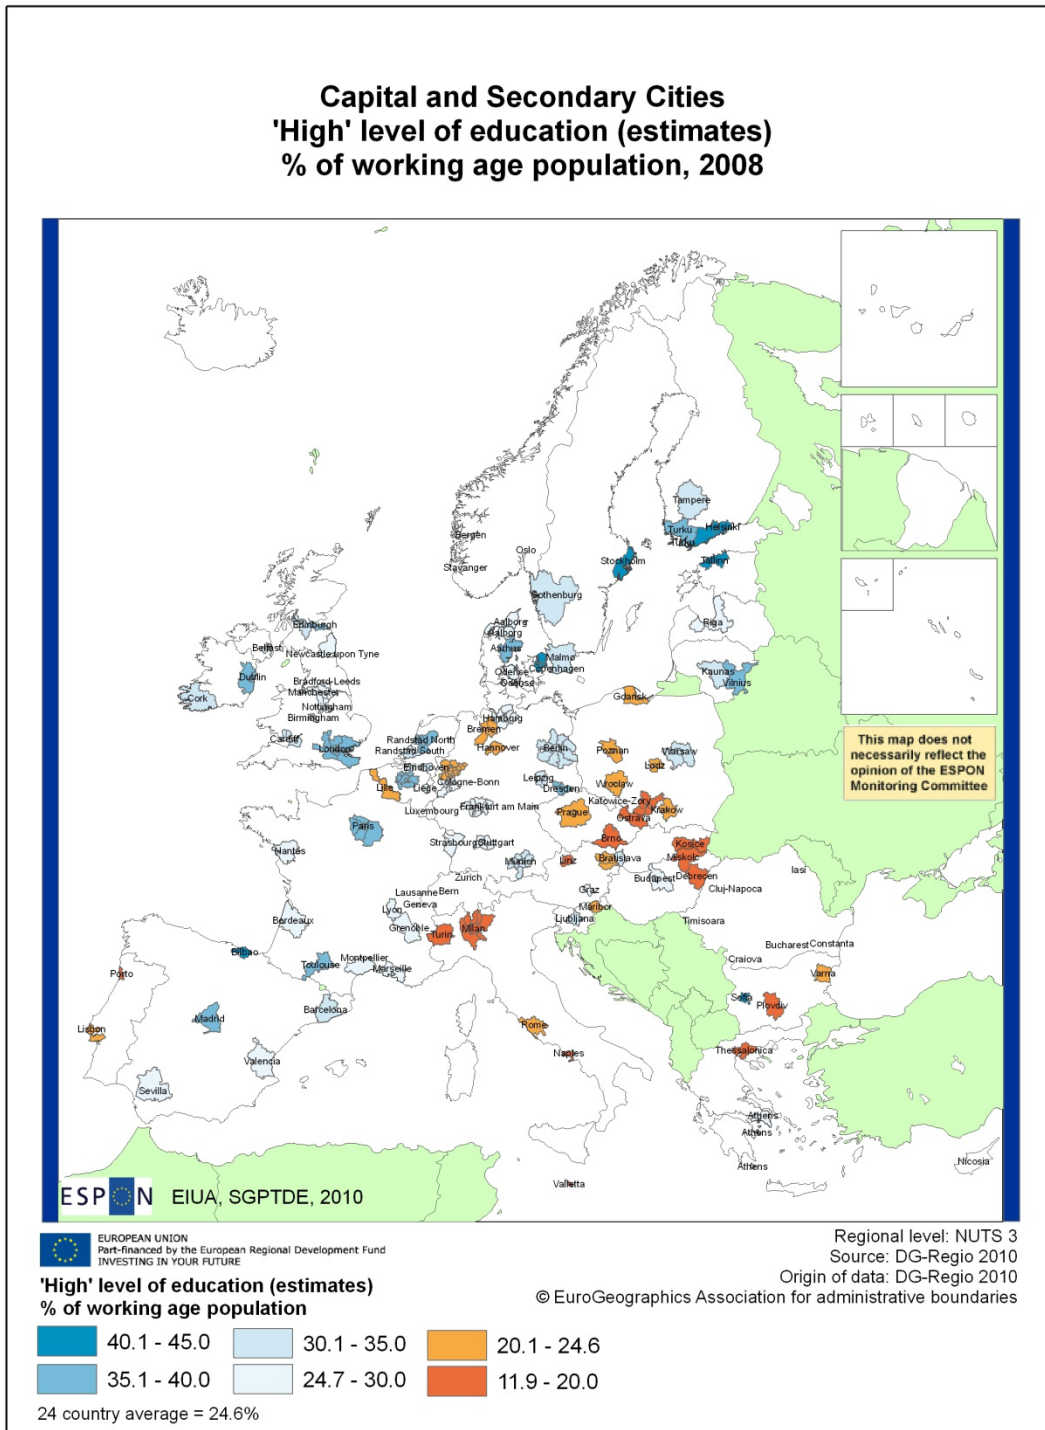 Capital and Secondary Cities
'High' level of education (estimates)
% of working age population, 2008
Tampere
Turku
Helsinki
Turku
Bergen
Oslo
Stavanger
Stockholm
Tallinn
Gothenburg
Riga
Edinburgh
Aalborg
Aalborg
Belfast
Newcastle upon Tyne
Aarhus
Malmo
Copenhagen
Dublin
Bradford-Leeds
Odense
Odense
Kaunas
Vilnius
Manchester
Cork
Nottingham
Gdansk
Birmingham
Hamburg
Bremen
Cardiff
London
Randstad North
Randstad South
Hannover
Berlin
Poznan
Warsaw
This map does not
necessarily reflect the
opinion of the ESPON
Monitoring Committee
Eindhoven
Lodz
Lille
Liege
Cologne-Bonn
Leipzig
Dresden
Wroclaw
Luxembourg
Frankfurt am Main
Katowice-Zory
Prague
Ostrava
Krakow
Paris
Strasbourg
Stuttgart
Brno
Kosice
Nantes
Munich
Linz
Bratislava
Miskolc
Zurich
Budapest
Debrecen
Iasi
Lausanne
Bern
Graz
Cluj-Napoca
Geneva
Lyon
Maribor
Bordeaux
Grenoble
Turin
Milan
Ljubljana
Timisoara
Bucharest
Constanta
Bilbao
Toulouse
Montpellier
Marseille
Craiova
Porto
Varna
Sofia
Plovdiv
Barcelona
Madrid
Lisbon
Rome
Naples
Thessalonica
Valencia
Sevilla
Athens
Athens
Athens
Nicosia
Valletta
ESPON
EIUA, SGPTDE, 2010
EUROPEAN UNION
Part-financed by the European Regional Development Fund
INVESTING IN YOUR FUTURE
Regional level: NUTS 3
Source: DG-Regio 2010
Origin of data: DG-Regio 2010
© EuroGeographics Association for administrative boundaries
'High' level of education (estimates)
% of working age population
40.1 - 45.0
30.1 - 35.0
20.1 - 24.6
35.1 - 40.0
24.7 - 30.0
11.9 - 20.0
24 country average = 24.6%